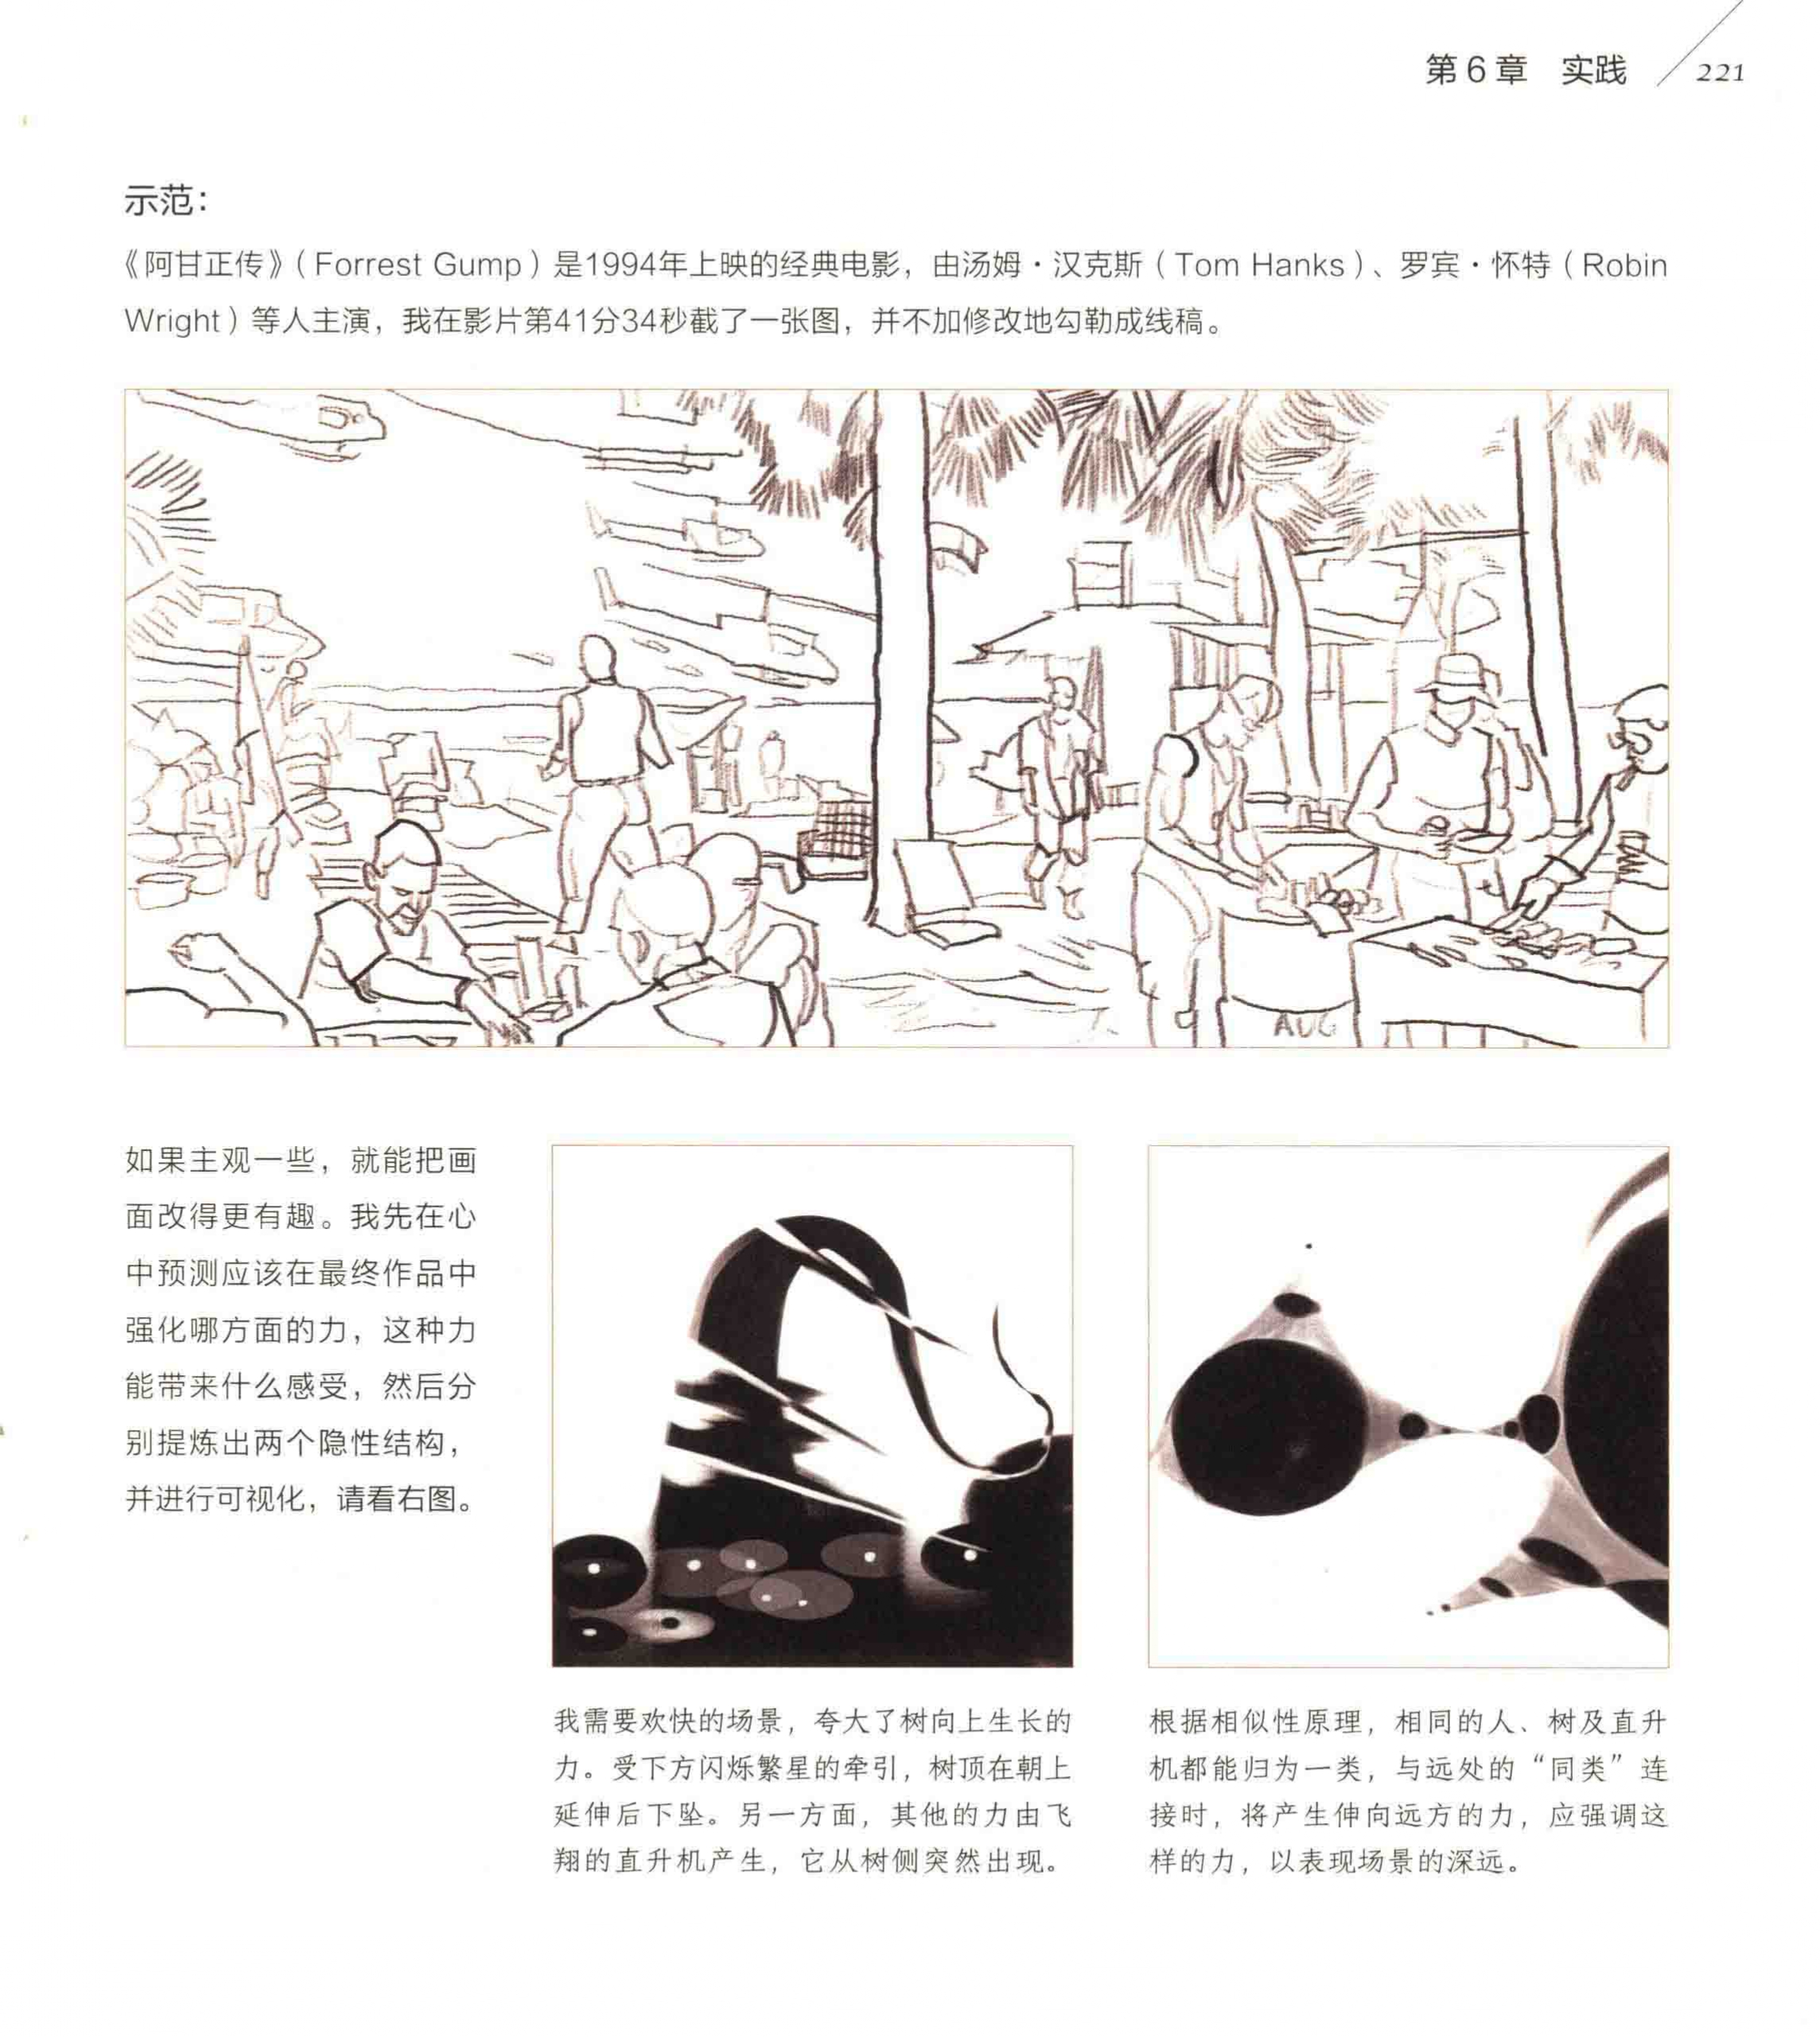 第6章 实践 221
示范：
《阿甘正传》（Forrest Gump）是1994年上映的经典电影，由汤姆·汉克斯（Tom Hanks）、罗宾·怀特（Robin
Wright）等人主演，我在影片第41分34秒截了一张图，并不加修改地勾勒成线稿。
AUG
如果主观一些，就能把画
面改得更有趣。我先在心
中预测应该在最终作品中
强化哪方面的力，这种力
能带来什么感受，然后分
别提炼出两个隐性结构，
并进行可视化，请看右图。
我需要欢快的场景，夸大了树向上生长的
力。受下方闪烁繁星的牵引，树顶在朝上
延伸后下坠。另一方面，其他的力由飞
翔的直升机产生，它从树侧突然出现。
根据相似性原理，相同的人、树及直升
机都能归为一类，与远处的“同类”连
接时，将产生伸向远方的力，应强调这
样的力，以表现场景的深远。